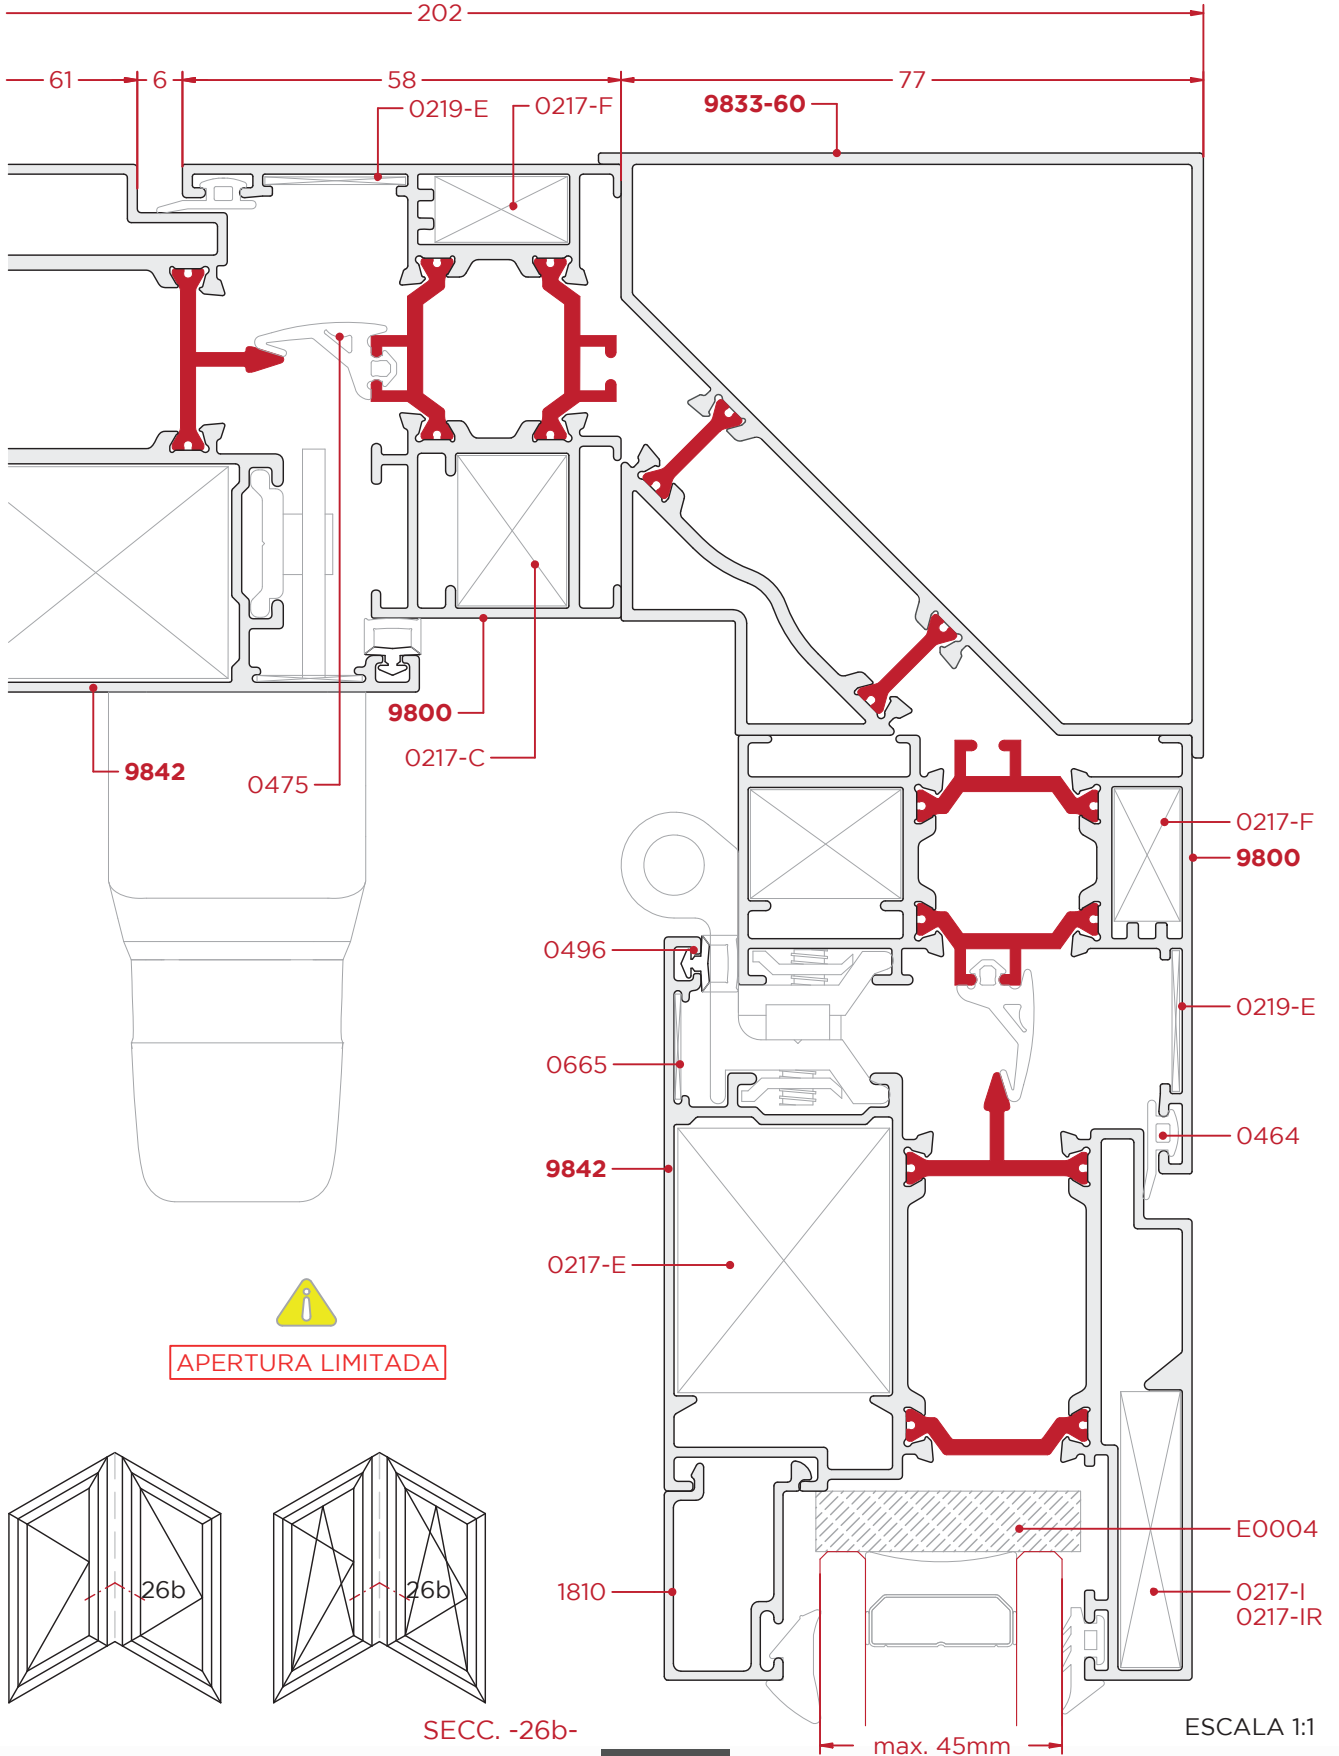 202
61
6
58
77
0219-E
0217-F
9833-60
9800
0217-C
9842
0475
0217-F
9800
0496
0219-E
0665
0464
9842
0217-E
APERTURA LIMITADA
26b
26b
E0004
1810
0217-I
0217-IR
SECC. -26b-
max. 45mm
ESCALA 1:1